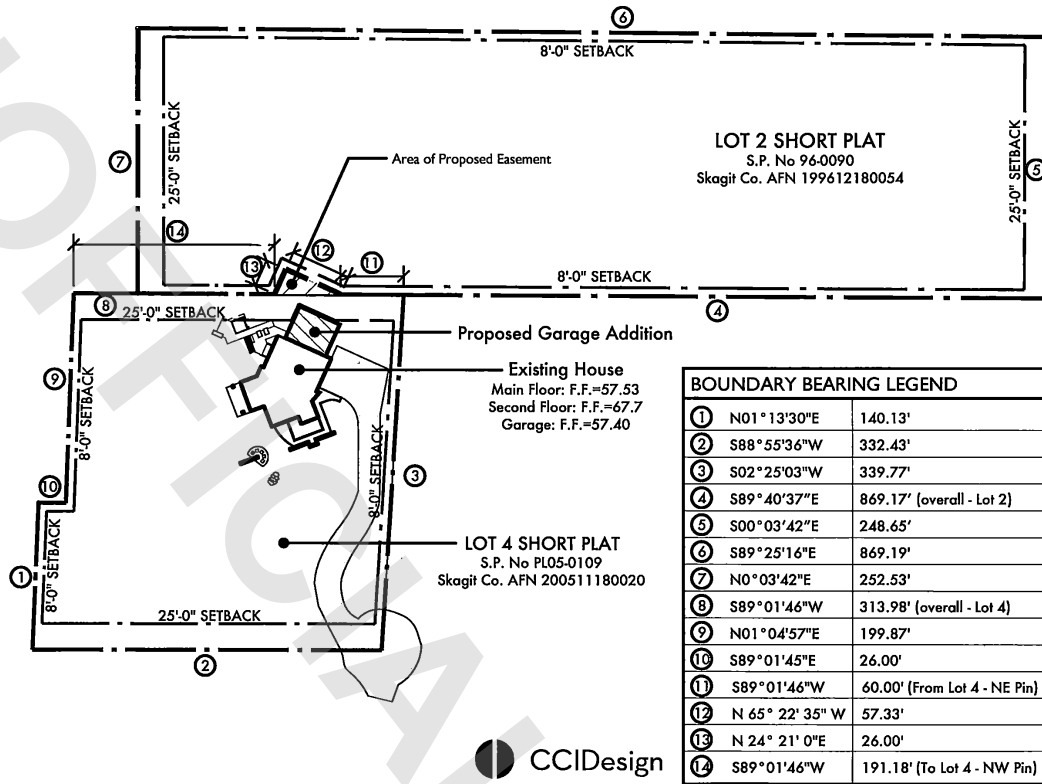 6
8'-0" SETBACK
LOT 2 SHORT PLAT
S.P. No 96-0090
Skagit Co. AFN 199612180054
25'-0" SETBACK
7
25'-0" SETBACK
5
Area of Proposed Easement
14
12
13
11
8'-0" SETBACK
8
25'-0" SETBACK
4
Proposed Garage Addition
Existing House
Main Floor: F.F.=57.53
Second Floor: F.F.=67.7
Garage: F.F.=57.40
9
8'-0" SETBACK
3
8'-0" SETBACK
10
8'-0" SETBACK
1
LOT 4 SHORT PLAT
S.P. No PL05-0109
Skagit Co. AFN 200511180020
25'-0" SETBACK
2
BOUNDARY BEARING LEGEND
1 N01°13'30"E 140.13'
2 S88°55'36"W 332.43'
3 S02°25'03"W 339.77'
4 S89°40'37"E 869.17' (overall - Lot 2)
5 S00°03'42"E 248.65'
6 S89°25'16"E 869.19'
7 N0°03'42"E 252.53'
8 S89°01'46"W 313.98' (overall - Lot 4)
9 N01°04'57"E 199.87'
10 S89°01'45"E 26.00'
11 S89°01'46"W 60.00' (From Lot 4 - NE Pin)
12 N 65° 22' 35" W 57.33'
13 N 24° 21' 0"E 26.00'
14 S89°01'46"W 191.18' (To Lot 4 - NW Pin)
CCIDesign
OFFICIAL